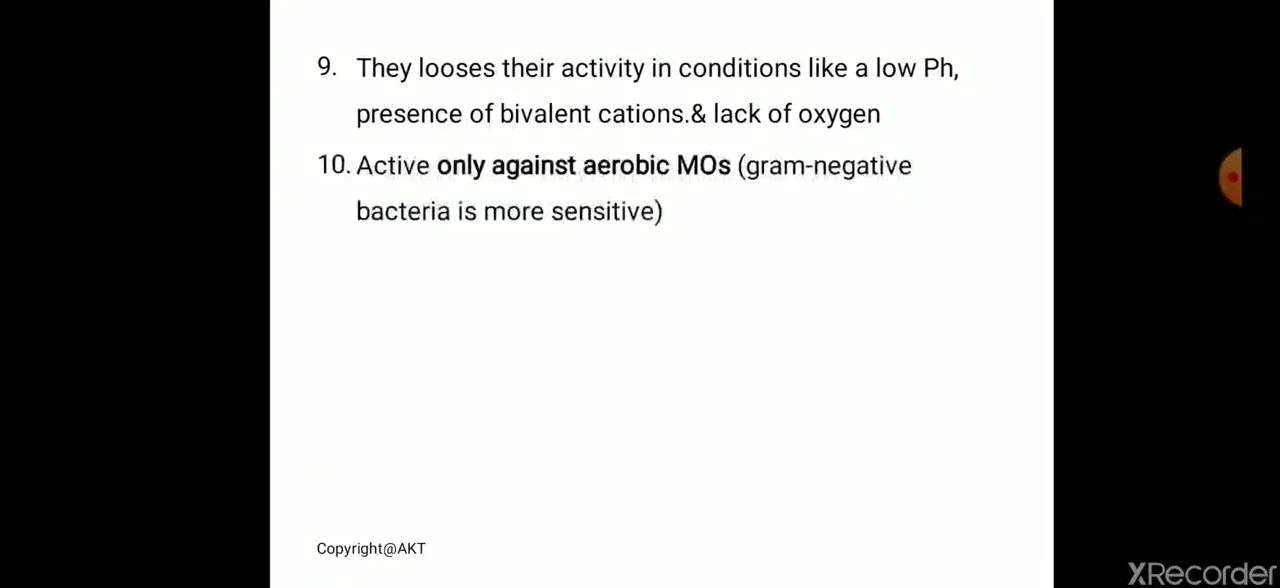 9. They looses their activity in conditions like a low Ph,
presence of bivalent cations.& lack of oxygen
10. Active only against aerobic MOs (gram-negative
bacteria is more sensitive)
Copyright@AKT
XRecorder